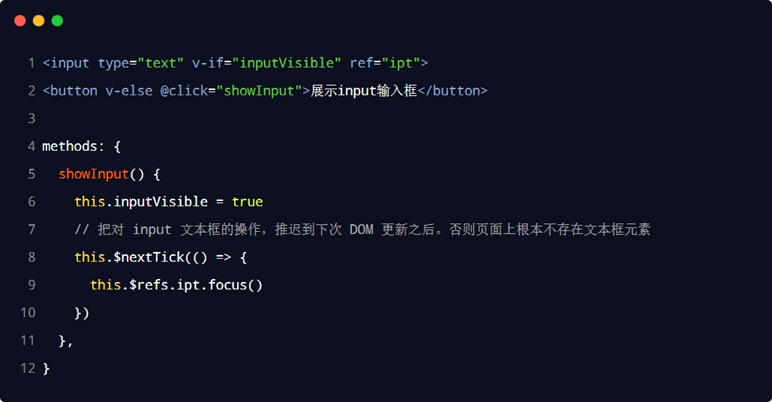 1 <input type="text" v-if="inputVisible" ref="ipt">
2 <button v-else @click="showInput">展示input输入框</button>
3
4 methods: {
5   showInput() {
6     this.inputVisible = true
7     // 把对 input 文本框的操作，推迟到下次 DOM 更新之后。否则页面上根本不存在文本框元素
8     this.$nextTick(() => {
9       this.$refs.ipt.focus()
10     })
11   },
12 }